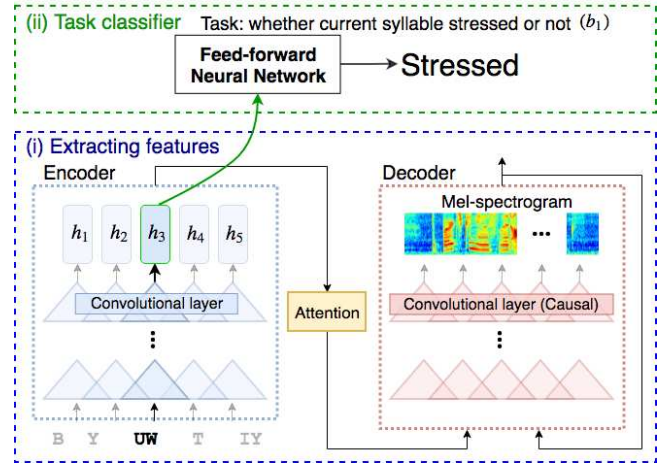 (ii) Task classifier
Task: whether current syllable stressed or not (b₁)
Feed-forward
Neural Network
Stressed
(i) Extracting features
Encoder
Decoder
Mel-spectrogram
h₁ h₂ h₃ h₄ h₅
...
Convolutional layer
Attention
Convolutional layer (Causal)
...
...
B Y UW T IY